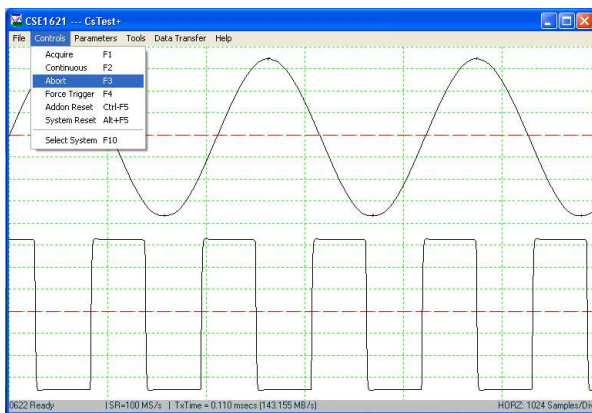 CSE1621 --- CsTest+
File Controls Parameters Tools Data Transfer Help
Acquire F1
Continuous F2
Abort F3
Force Trigger F4
Addon Reset Ctrl-F5
System Reset Alt+F5
Select System F10
0622 Ready | SR=100 MS/s | TxTime = 0.110 msecs (143.155 MB/s) HORZ: 1024 Samples/Div